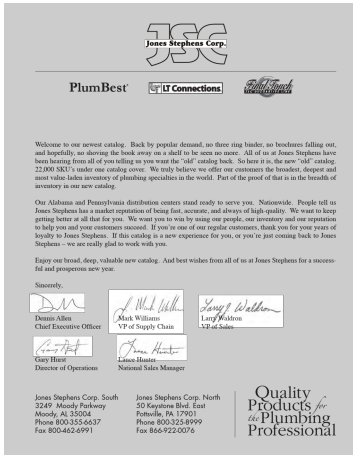 JSC
Jones Stephens Corp.
PlumBest®
LT Connections.
Build Touch
Welcome to our newest catalog. Back by popular demand, no three ring binder, no brochures falling out,
and hopefully, no shoving the book away on a shelf to be seen no more. All of us at Jones Stephens have
been hearing from all of you telling us you want the "old" catalog back. So here it is, the new "old" catalog.
22,000 SKU's under one catalog cover. We truly believe we offer our customers the broadest, deepest and
most value-laden inventory of plumbing specialties in the world. Part of the proof of that is in the breadth of
inventory in our new catalog.
Our Alabama and Pennsylvania distribution centers stand ready to serve you. Nationwide. People tell us
Jones Stephens has a market reputation of being fast, accurate, and always of high-quality. We want to keep
getting better at all that for you. We want you to win by using our people, our inventory and our reputation
to help you and your customers succeed. If you're one of our regular customers, thank you for your years of
loyalty to Jones Stephens. If this catalog is a new experience for you, or you're just coming back to Jones
Stephens – we are really glad to work with you.
Enjoy our broad, deep, valuable new catalog. And best wishes from all of us at Jones Stephens for a success-
ful and prosperous new year.
Sincerely,
J. Mark Williams Larry J Waldron
Dennis Allen Mark Williams Larry Waldron
Chief Executive Officer VP of Supply Chain VP of Sales
Gary Hurst Lance Hunter
Gary Hurst Lance Hunter
Director of Operations National Sales Manager
Jones Stephens Corp. South
3249 Moody Parkway
Moody, AL 35004
Phone 800-355-6637
Fax 800-462-6991
Jones Stephens Corp. North
50 Keystone Blvd. East
Pottsville, PA 17901
Phone 800-325-8999
Fax 866-922-0076
Quality
Products for
the Plumbing
Professional